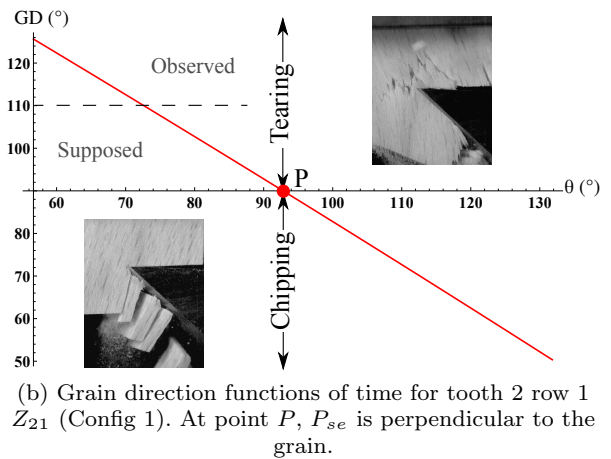 GD (°)
120
Observed
110
Tearing
100
Supposed
P
θ (°)
60
70
80
90
100
110
120
130
80
70
Chipping
60
50
(b) Grain direction functions of time for tooth 2 row 1
Z₂₁ (Config 1). At point P, Pₛₑ is perpendicular to the
grain.